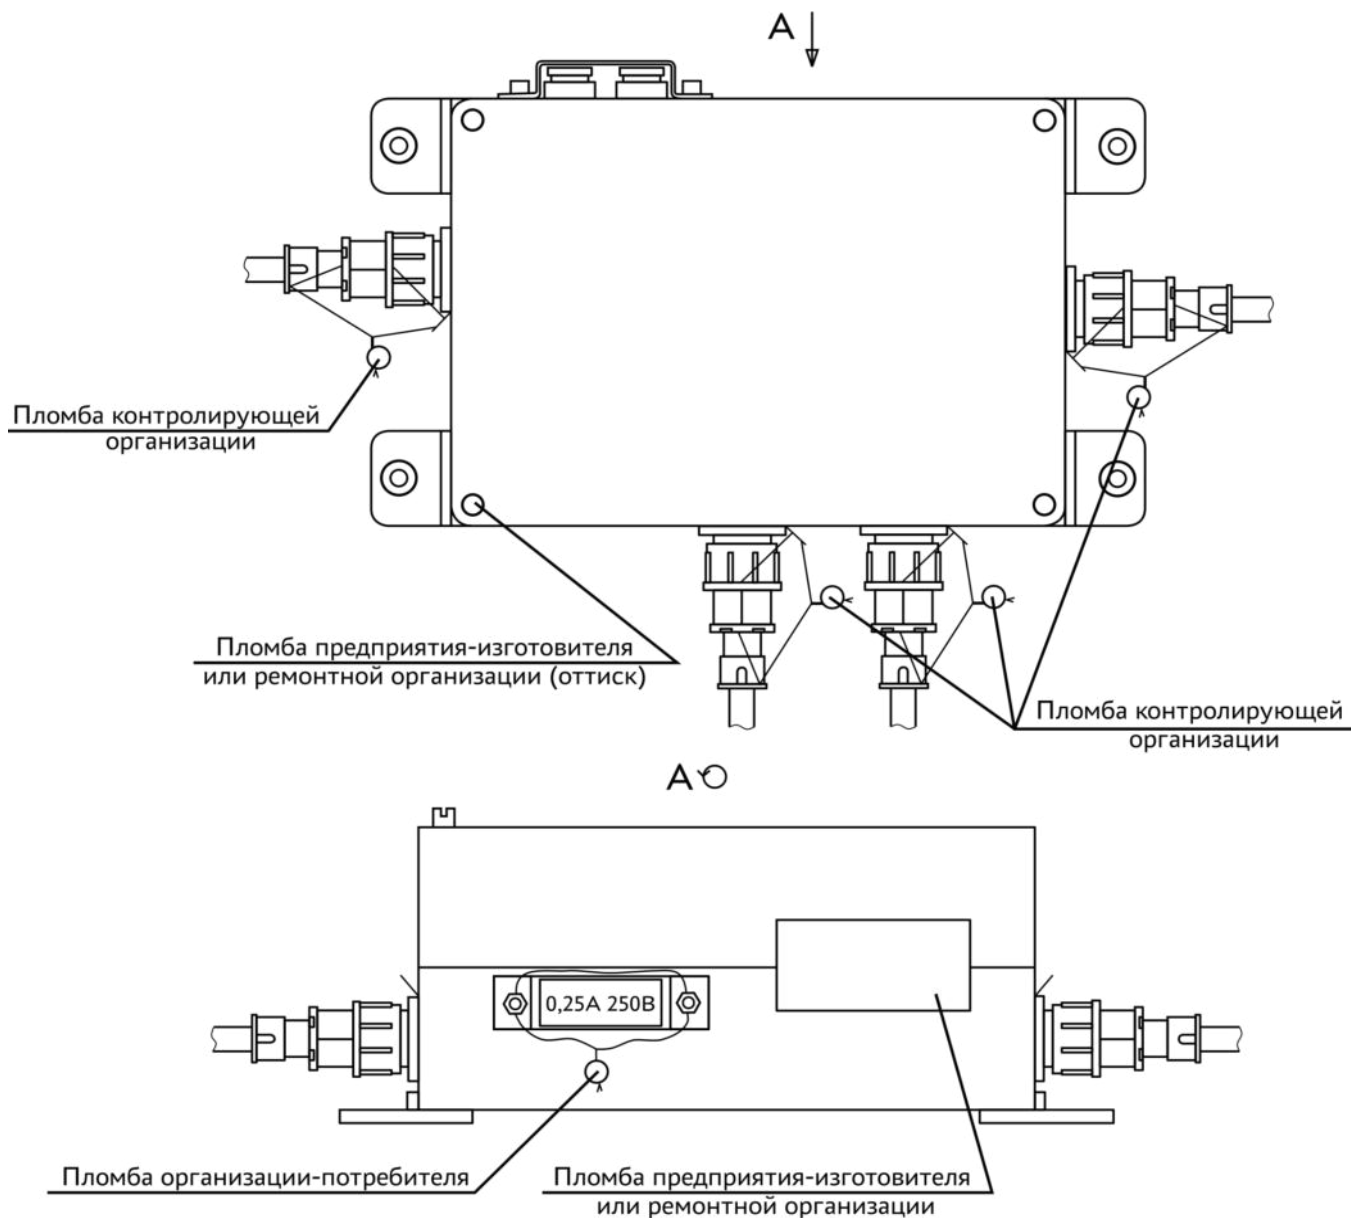 А
Пломба контролирующей
организации
Пломба предприятия-изготовителя
или ремонтной организации (оттиск)
Пломба контролирующей
организации
А
0,25А 250В
Пломба организации-потребителя
Пломба предприятия-изготовителя
или ремонтной организации